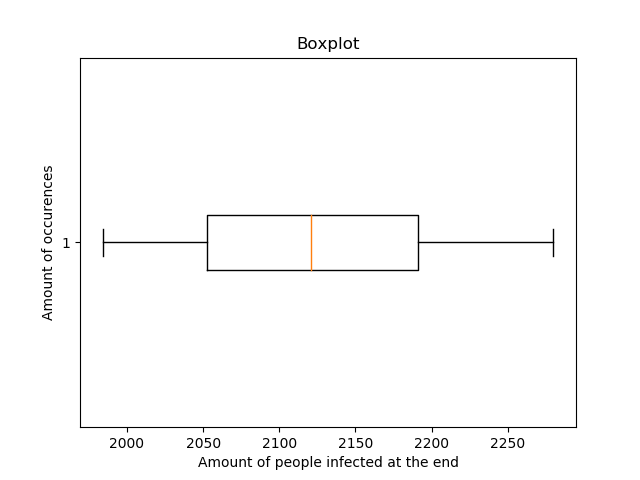 Boxplot
Amount of occurences
1
2000 2050 2100 2150 2200 2250
Amount of people infected at the end